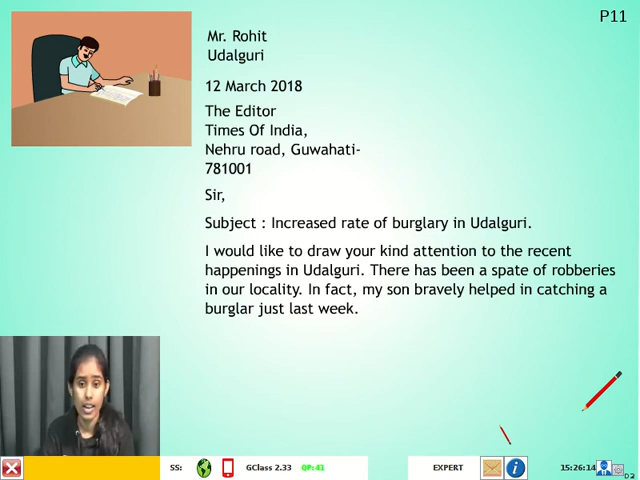 P11
Mr. Rohit
Udalguri
12 March 2018
The Editor
Times Of India,
Nehru road, Guwahati-
781001
Sir,
Subject : Increased rate of burglary in Udalguri.
I would like to draw your kind attention to the recent
happenings in Udalguri. There has been a spate of robberies
in our locality. In fact, my son bravely helped in catching a
burglar just last week.
SS: GClass 2.33 QP:41 EXPERT 15:26:14